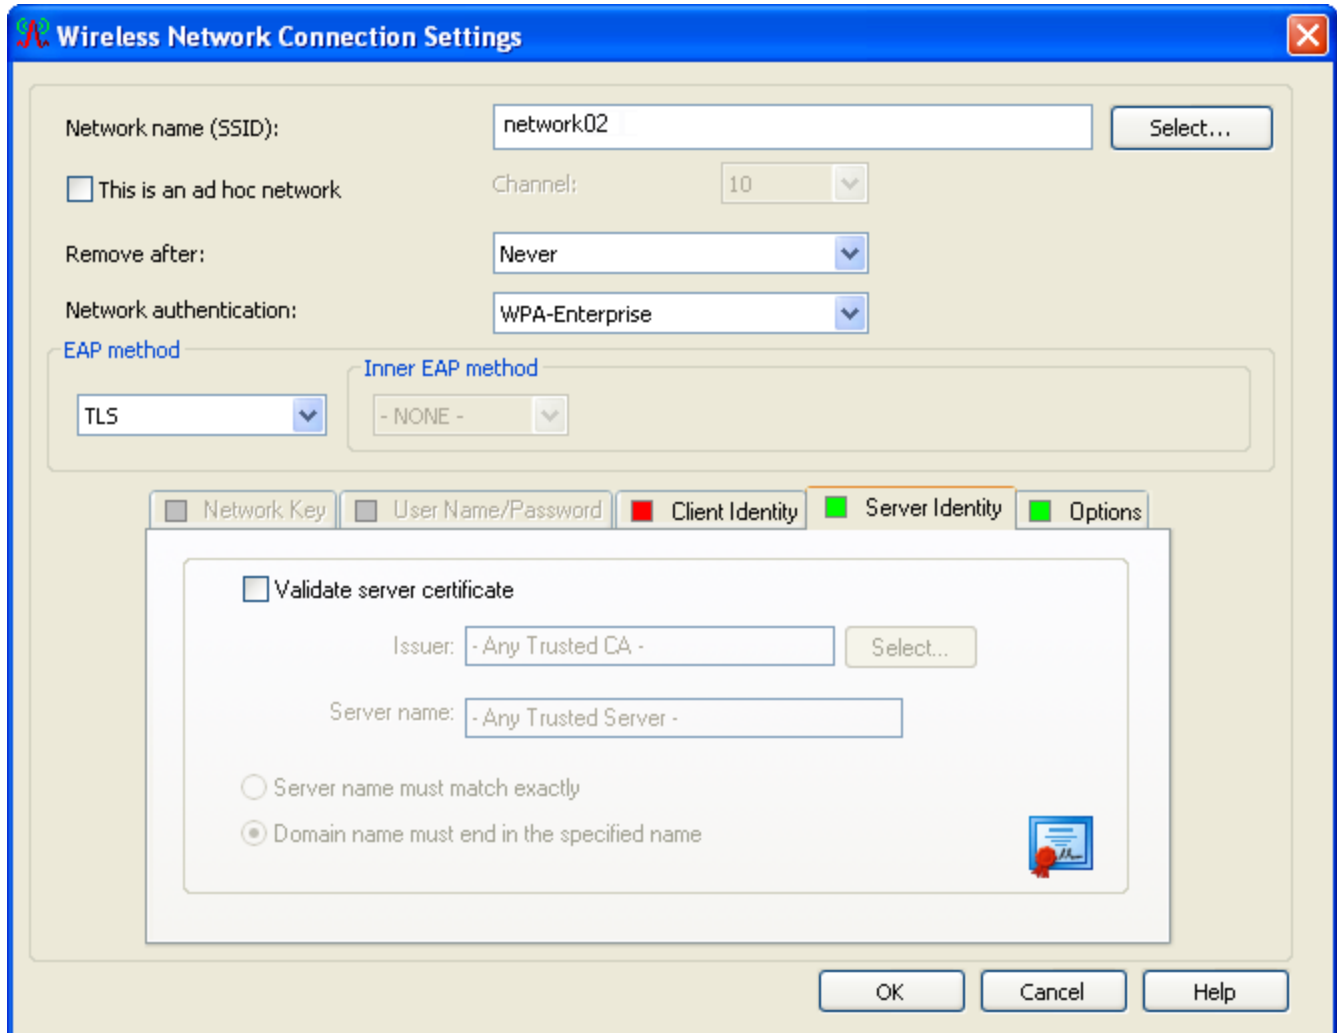 Wireless Network Connection Settings
Network name (SSID): network02 Select...
This is an ad hoc network Channel: 10
Remove after: Never
Network authentication: WPA-Enterprise
EAP method
Inner EAP method
TLS - NONE -
Network Key User Name/Password Client Identity Server Identity Options
Validate server certificate
Issuer: - Any Trusted CA - Select...
Server name: - Any Trusted Server -
Server name must match exactly
Domain name must end in the specified name
OK Cancel Help